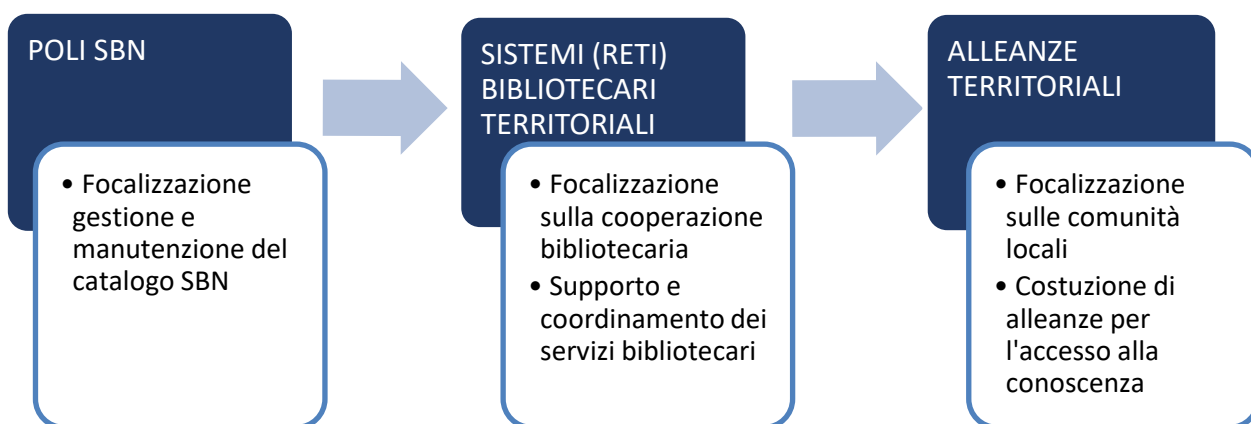 POLI SBN
• Focalizzazione
gestione e
manutenzione del
catalogo SBN
SISTEMI (RETI)
BIBLIOTECARI
TERRITORIALI
• Focalizzazione
sulla cooperazione
bibliotecaria
• Supporto e
coordinamento dei
servizi bibliotecari
ALLEANZE
TERRITORIALI
• Focalizzazione
sulle comunità
locali
• Costuzione di
alleanze per
l'accesso alla
conoscenza